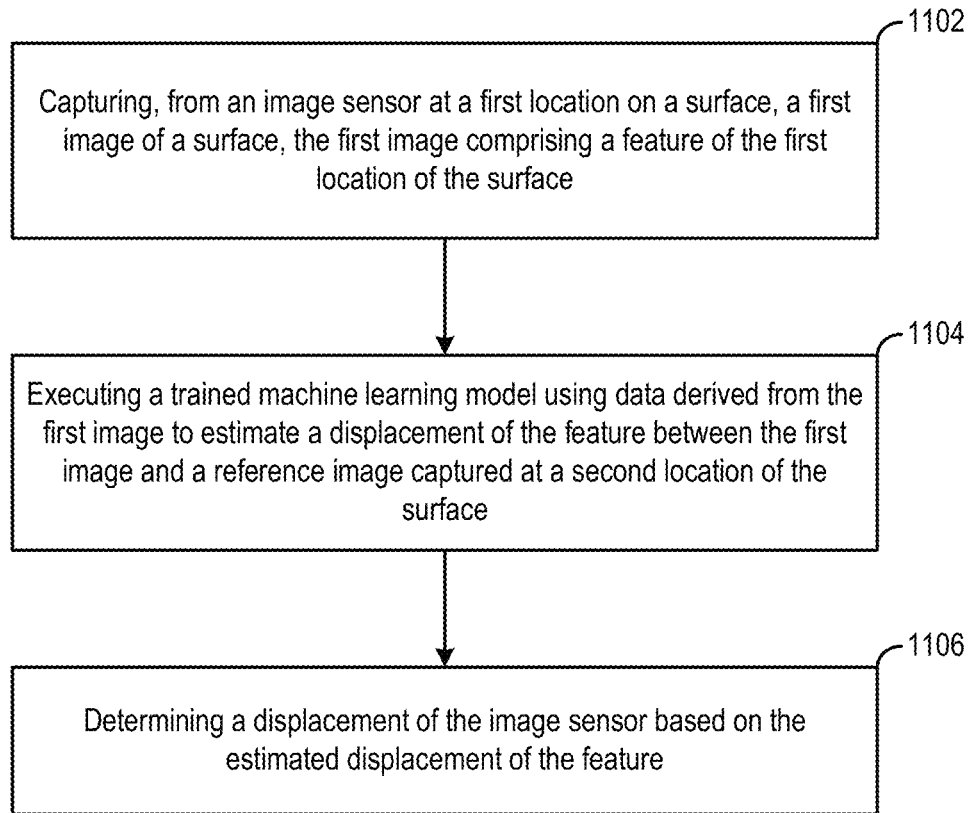 1102
Capturing, from an image sensor at a first location on a surface, a first
image of a surface, the first image comprising a feature of the first
location of the surface
1104
Executing a trained machine learning model using data derived from the
first image to estimate a displacement of the feature between the first
image and a reference image captured at a second location of the
surface
1106
Determining a displacement of the image sensor based on the
estimated displacement of the feature